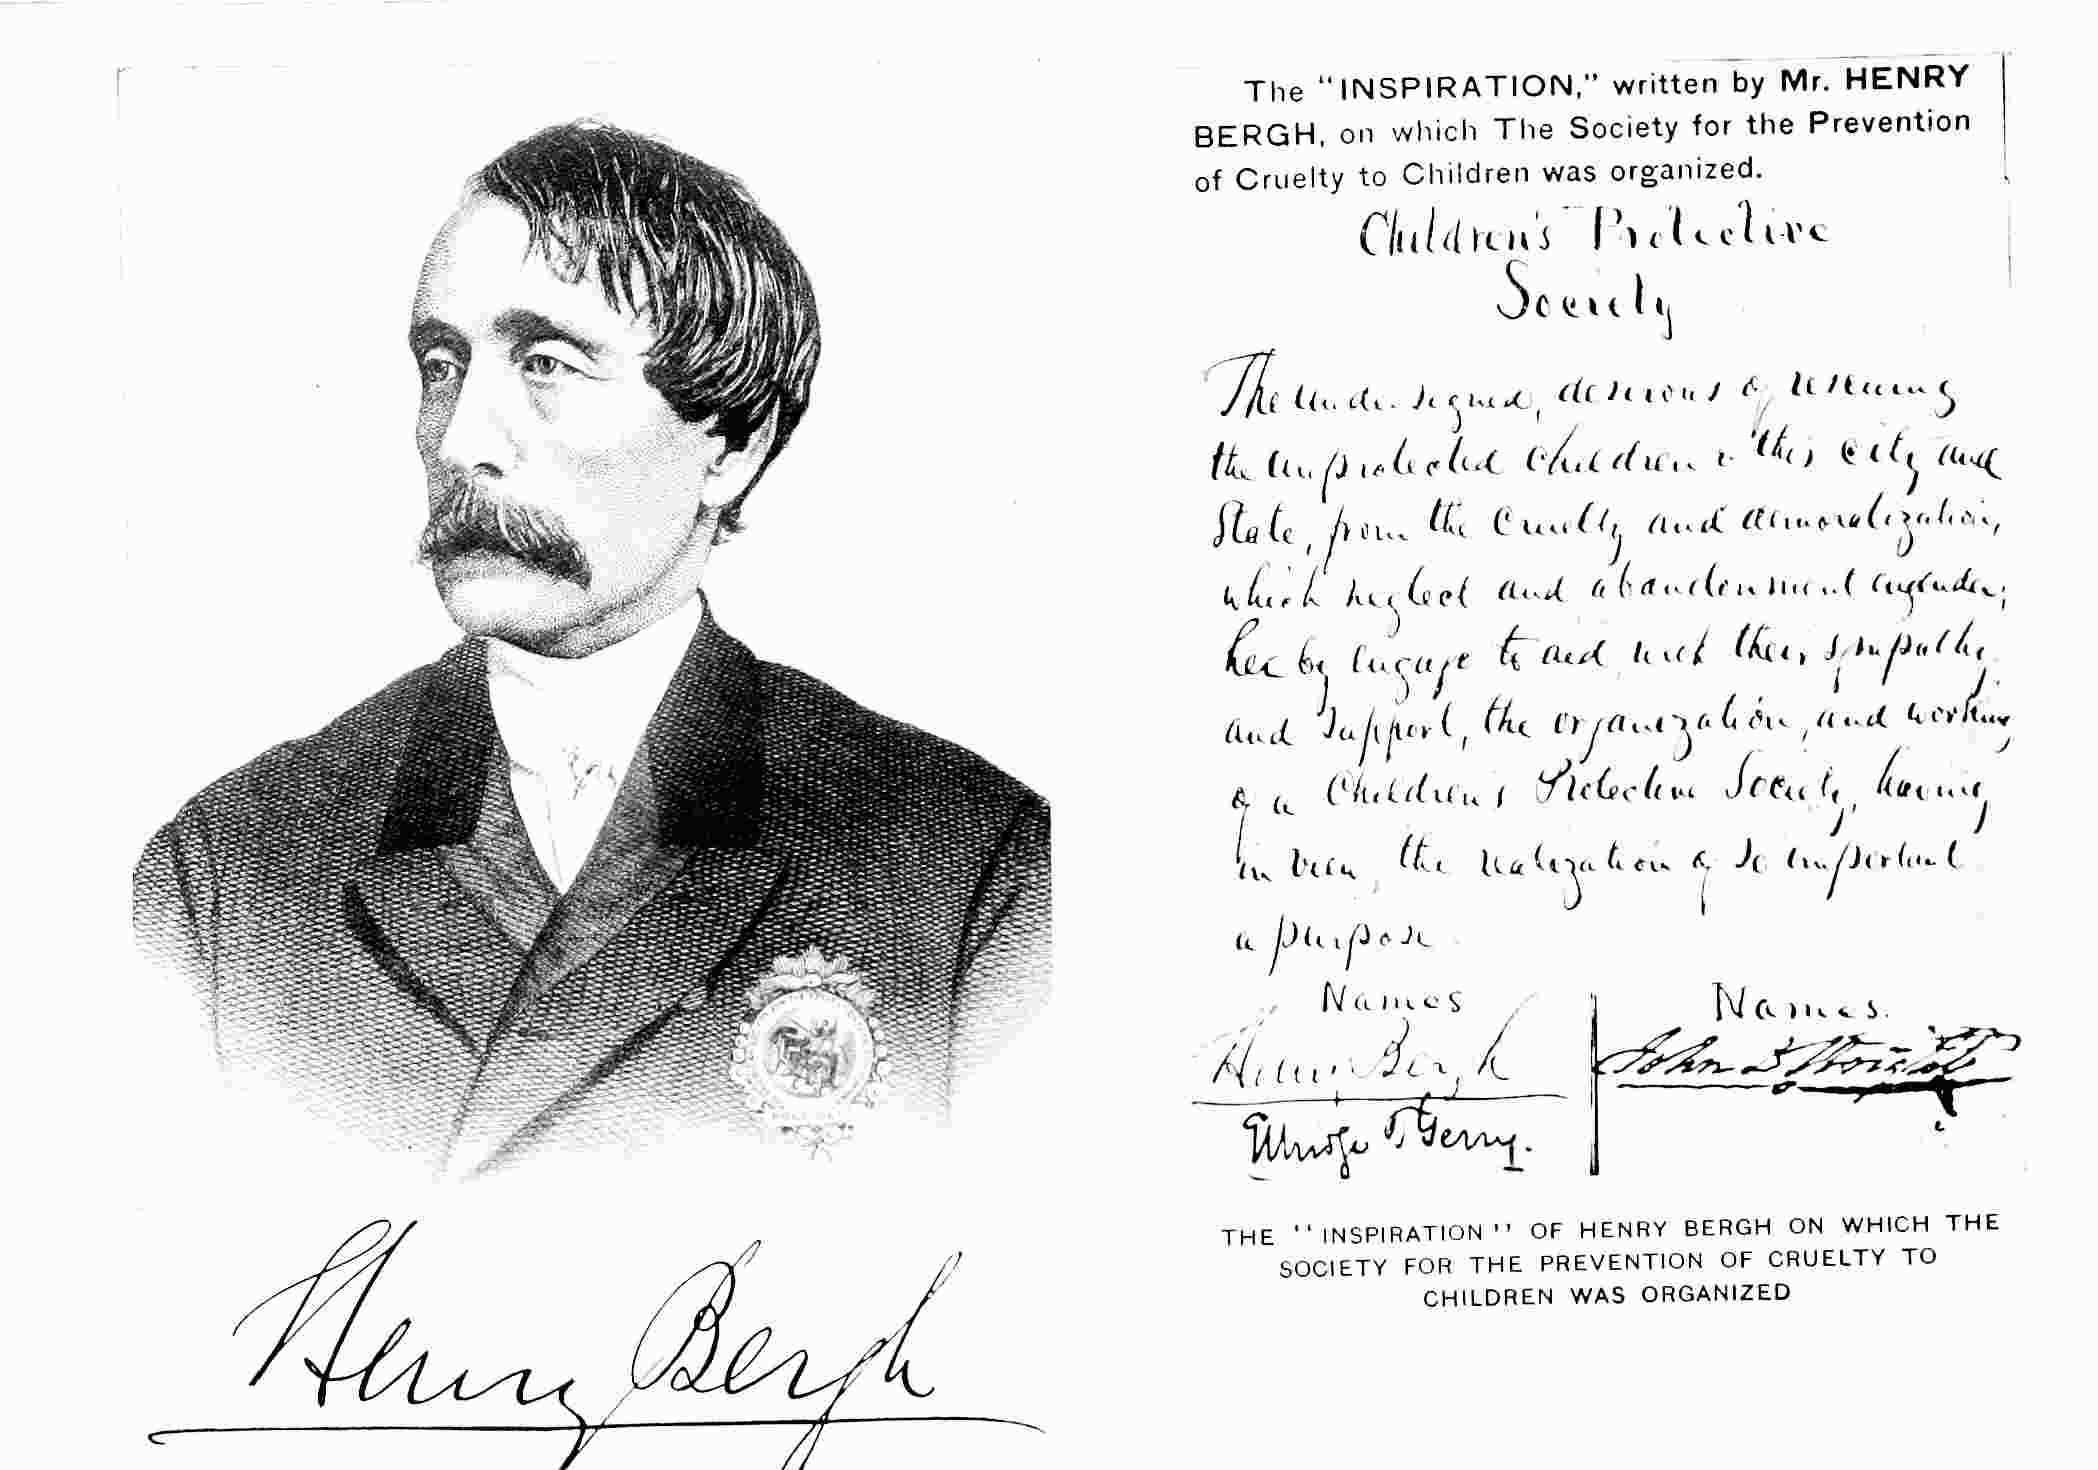 The "INSPIRATION," written by Mr. HENRY
BERGH, on which The Society for the Prevention
of Cruelty to Children was organized.
Children's Protective
Society
The Undersigned, desirous of rescuing
the unprotected children of this city and
State, from the Cruelty and demoralization,
which neglect and abandonment engender;
hereby engage to aid, with their sympathy
and support, the organization, and working
of a Children's Protective Society, having
in view, the realization of so important
a purpose.
Names
Names.
Henry Bergh
John B
Elbridge T. Gerry.
THE "INSPIRATION" OF HENRY BERGH ON WHICH THE
SOCIETY FOR THE PREVENTION OF CRUELTY TO
CHILDREN WAS ORGANIZED
Henry Bergh